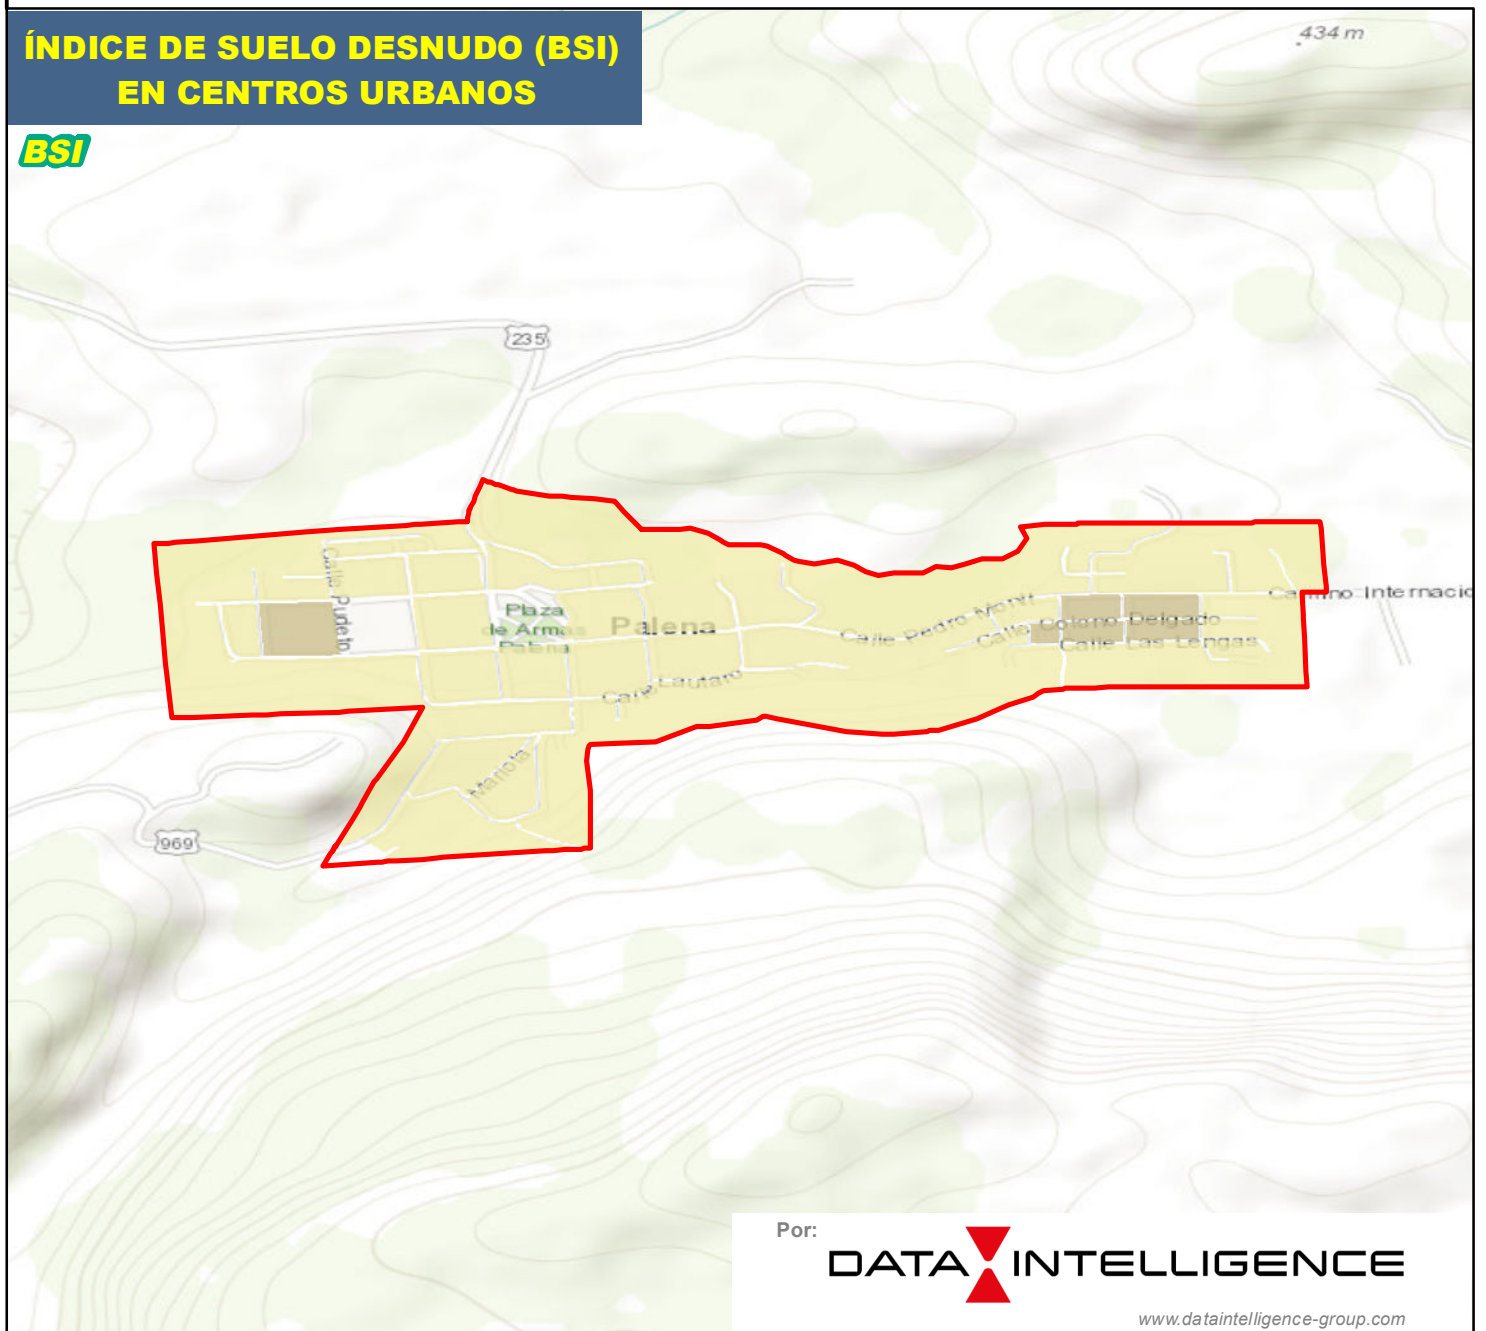 ÍNDICE DE SUELO DESNUDO (BSI)
EN CENTROS URBANOS
BSI
434 m
235
Calle Pudeto
Plaza
de Armas
Palena
Palena
Calle Pedro Montt
Calle Colono Delgado
Calle Las Lengas
Camino Internacio
Calle Lautaro
Mariota
969
Por:
DATA INTELLIGENCE
www.dataintelligence-group.com